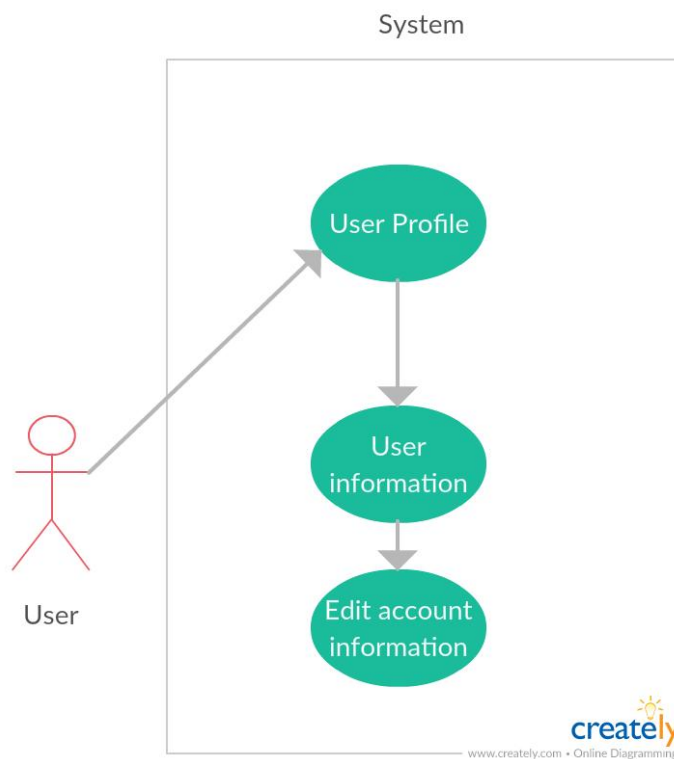 System
User Profile
User
information
Edit account
information
User
creately
www.creately.com • Online Diagramming